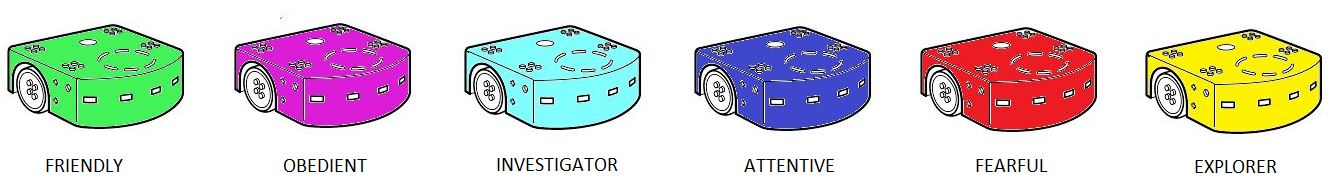 FRIENDLY OBEDIENT INVESTIGATOR ATTENTIVE FEARFUL EXPLORER